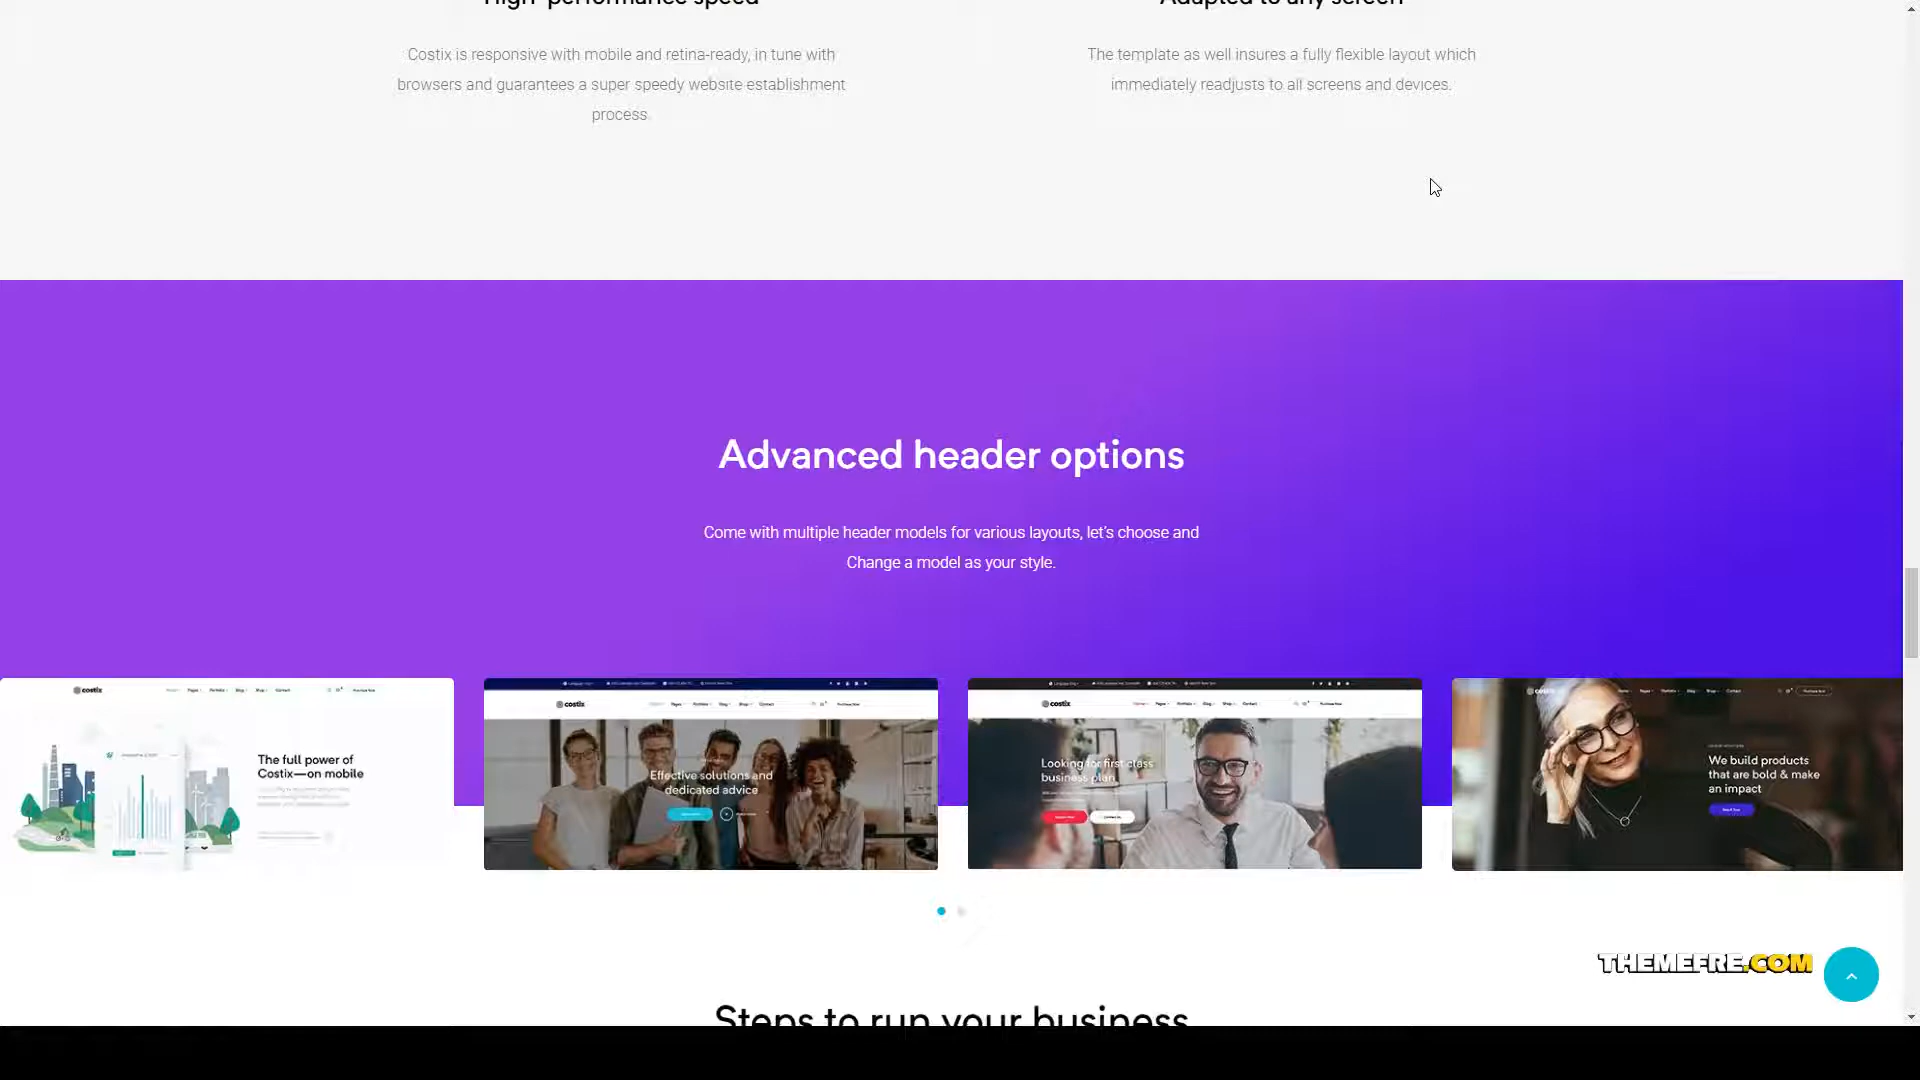 High-performance speed
Adapted to any screen
Costix is responsive with mobile and retina-ready, in tune with
browsers and guarantees a super speedy website establishment
process.
The template as well insures a fully flexible layout which
immediately readjusts to all screens and devices.
Advanced header options
Come with multiple header models for various layouts, let's choose and
Change a model as your style.
costix
The full power of
Costix—on mobile
costix
Effective solutions and
dedicated advice
costix
Looking for first class
business plan
We build products
that are bold & make
an impact
THEMEFRE.COM
Steps to run your business